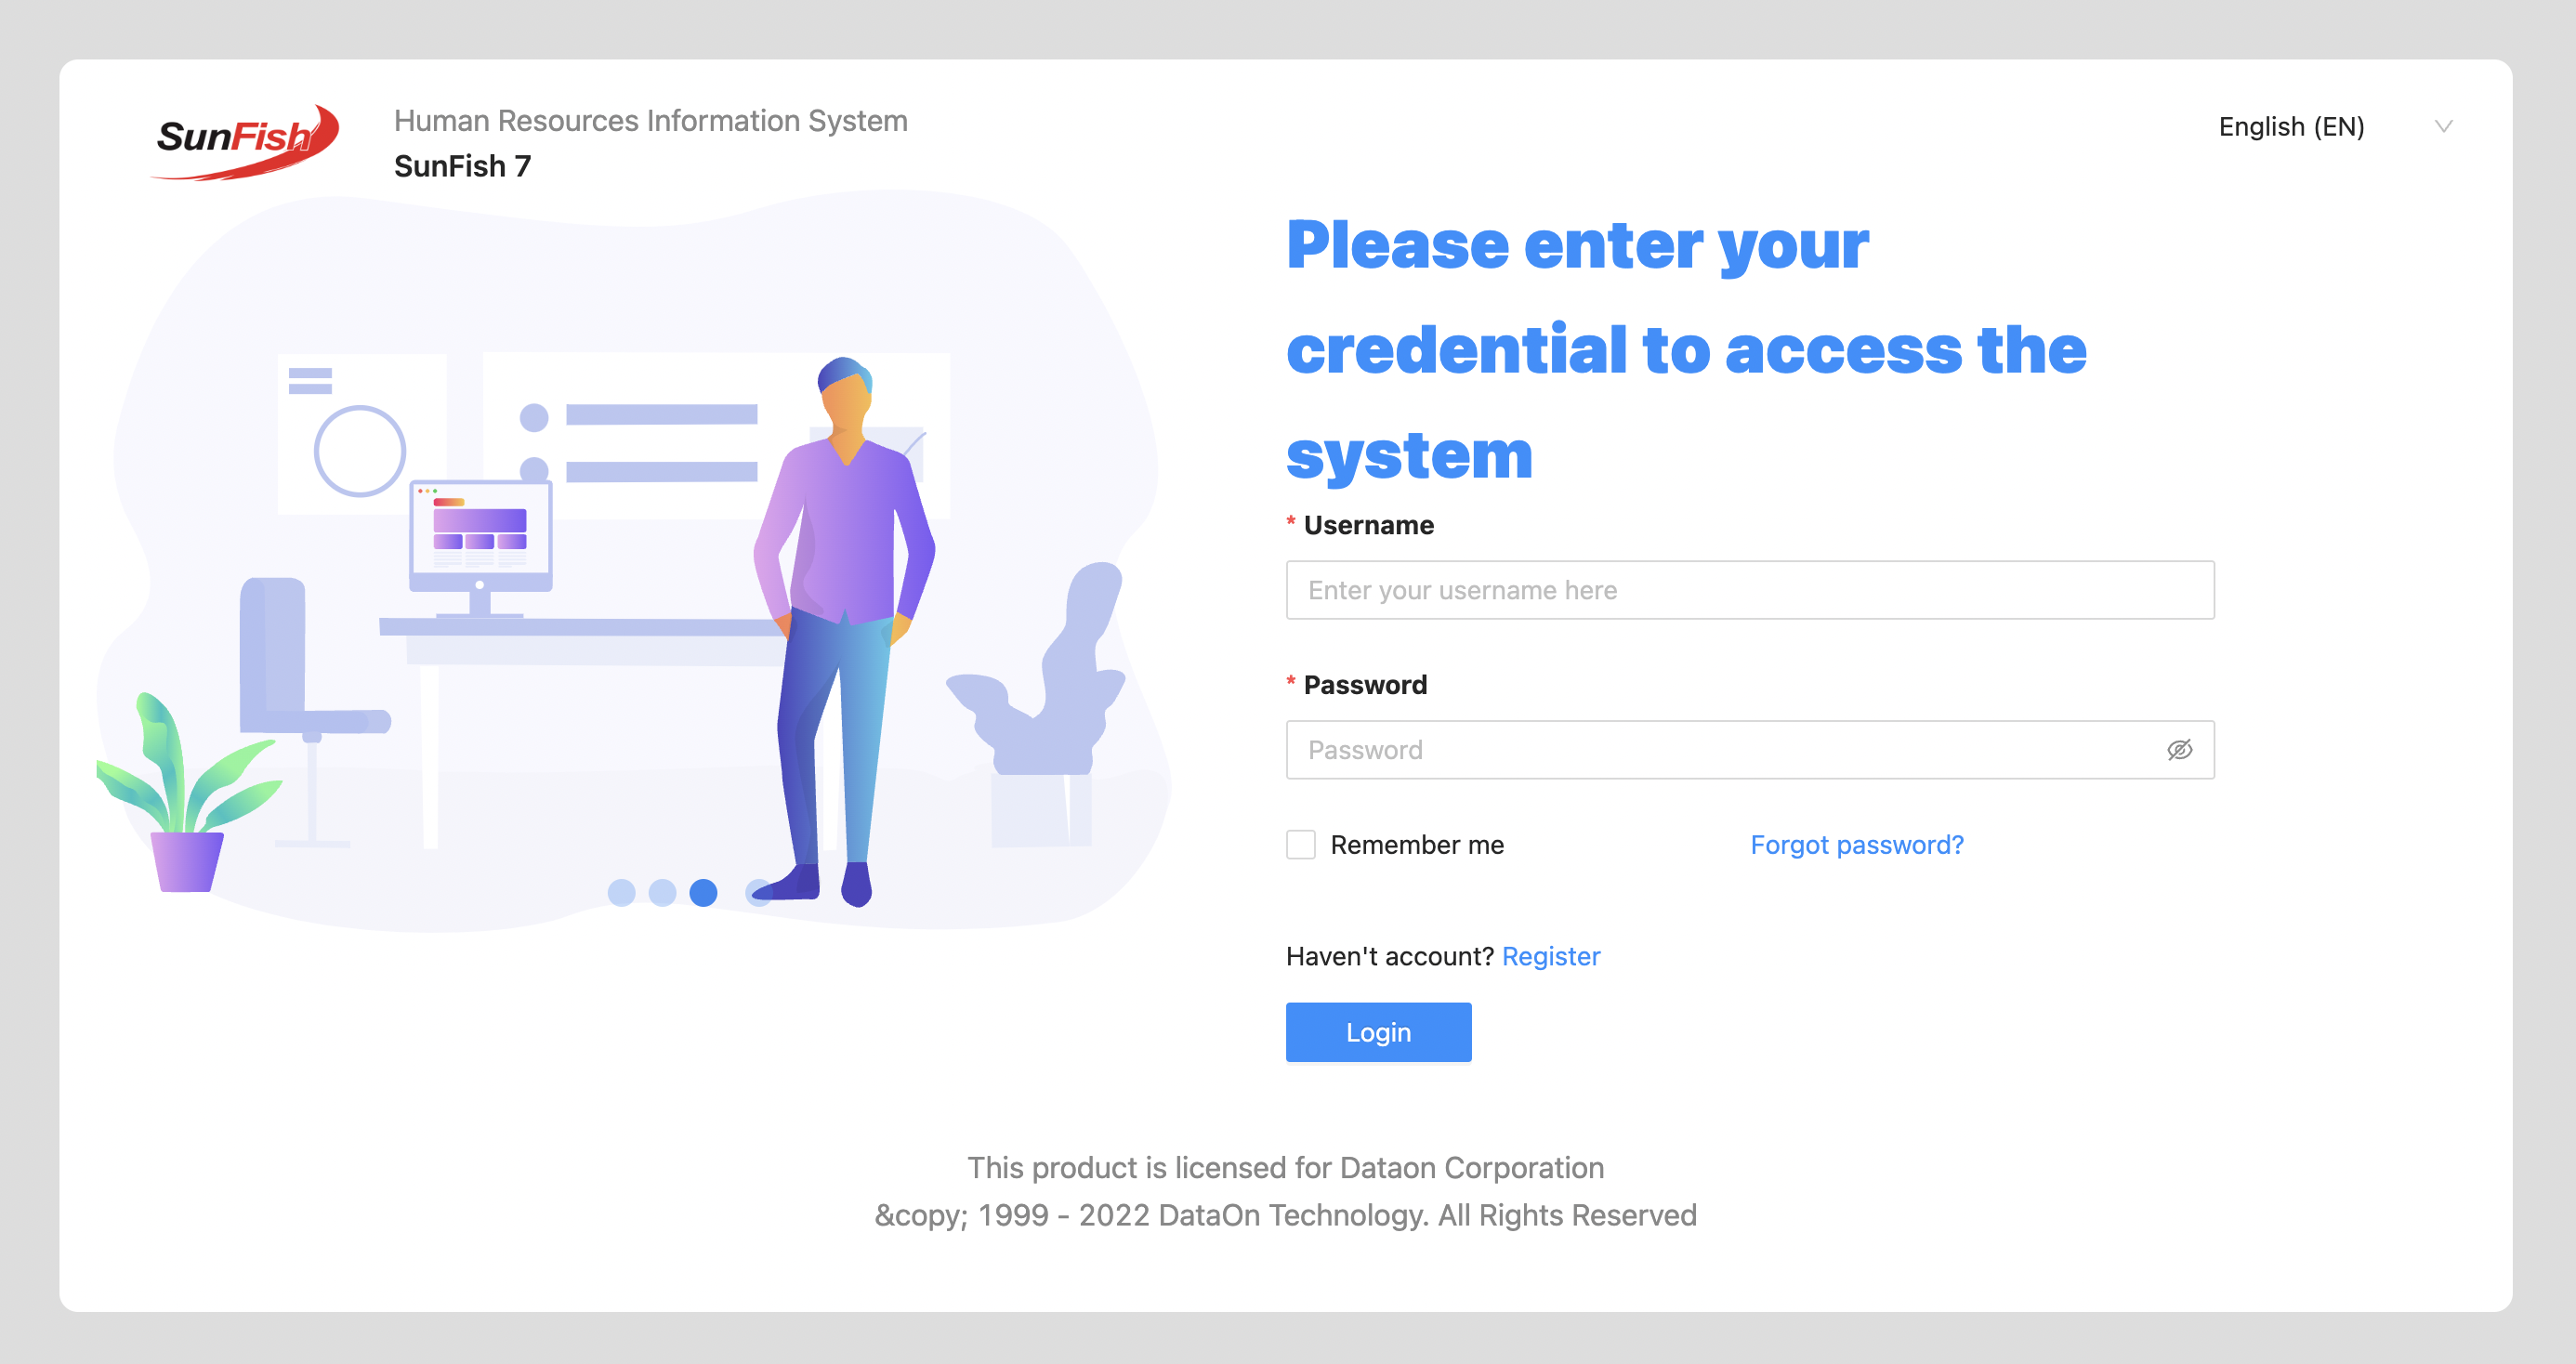 SunFish
Human Resources Information System
SunFish 7
English (EN)
Please enter your
credential to access the
system
* Username
Enter your username here
* Password
Password
Remember me
Forgot password?
Haven't account? Register
Login
This product is licensed for Dataon Corporation
&copy; 1999 - 2022 DataOn Technology. All Rights Reserved